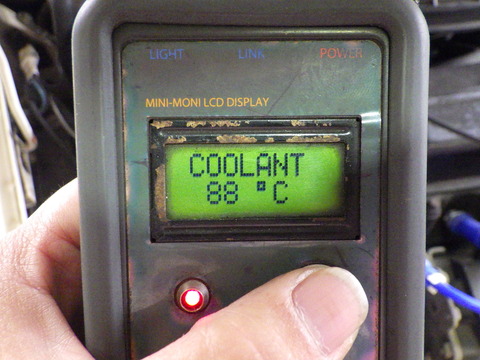 LIGHT LINK POWER
MINI-MONI LCD DISPLAY
COOLANT
88 °C